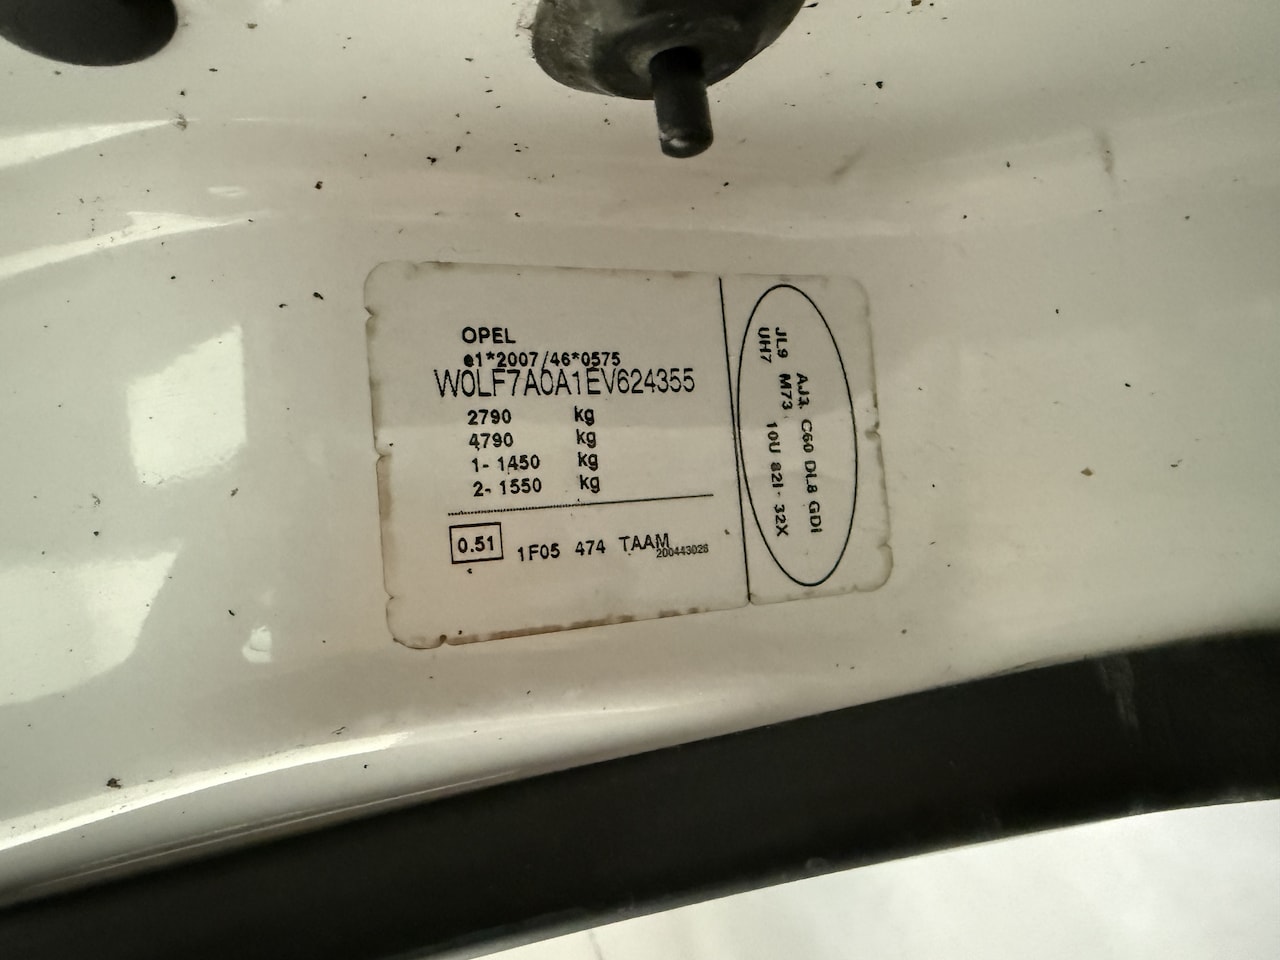 OPEL
e1*2007/46*0575
W0LF7A0A1EV624355
2790 kg
4790 kg
1- 1450 kg
2- 1550 kg
0.51 1F05 474 TAAM
200443026
AJ3 C60 DL8 GDI
JL9 M73 10U 82I- 32X
UH7